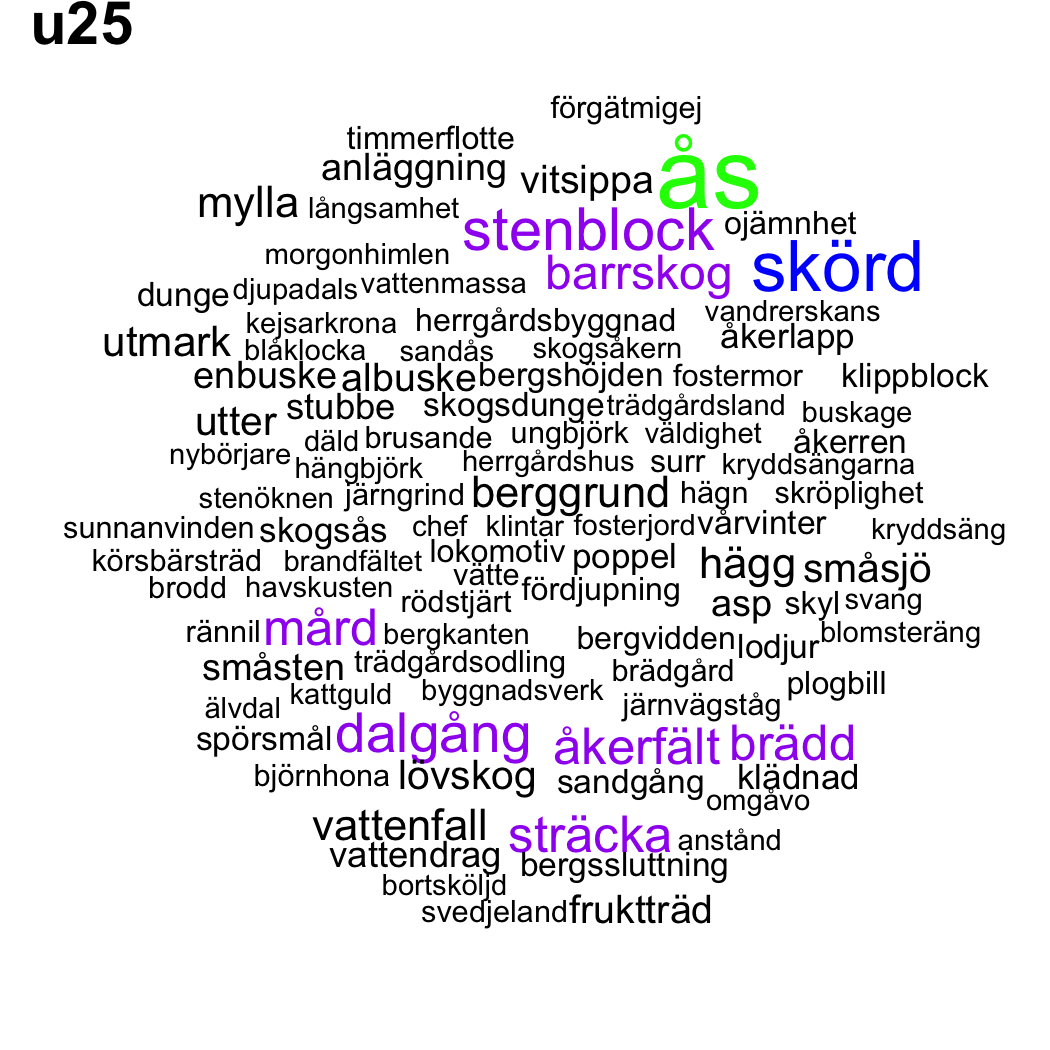 u25
förgätmigej
timmerflotte
anläggning vitsippa ås
mylla långsamhet
stenblock ojämnhet
morgonhimlen barrskog skörd
dunge djupadals vattenmassa
kejsarkrona herrgårdsbyggnad vandrerskans
utmark blåklocka sandås skogsåkern åkerlapp
enbuske albuske bergshöjden fostermor klippblock
utter stubbe skogsdunge trädgårdsland buskage
däld brusande ungbjörk väldighet åkerren
nybörjare hängbjörk herrgårdshus surr kryddsängarna
stenöknen järngrind berggrund hägn skröplighet
sunnanvinden skogsås chef klintar fosterjord vårvinter kryddsäng
körsbärsträd brandfältet lokomotiv poppel hägg småsjö
brodd havskusten vätte fördjupning
rödstjärt asp skyl svang
rännil mård bergkanten bergvidden lodjur blomsteräng
småsten trädgårdsodling brädgård
älvdal kattguld byggnadsverk järnvägståg plogbill
spörsmål dalgång åkerfält brädd
björnhona lövskog sandgång klädnad
omgåvo
vattenfall sträcka anstånd
vattendrag bergssluttning
bortsköljd
svedjeland fruktträd